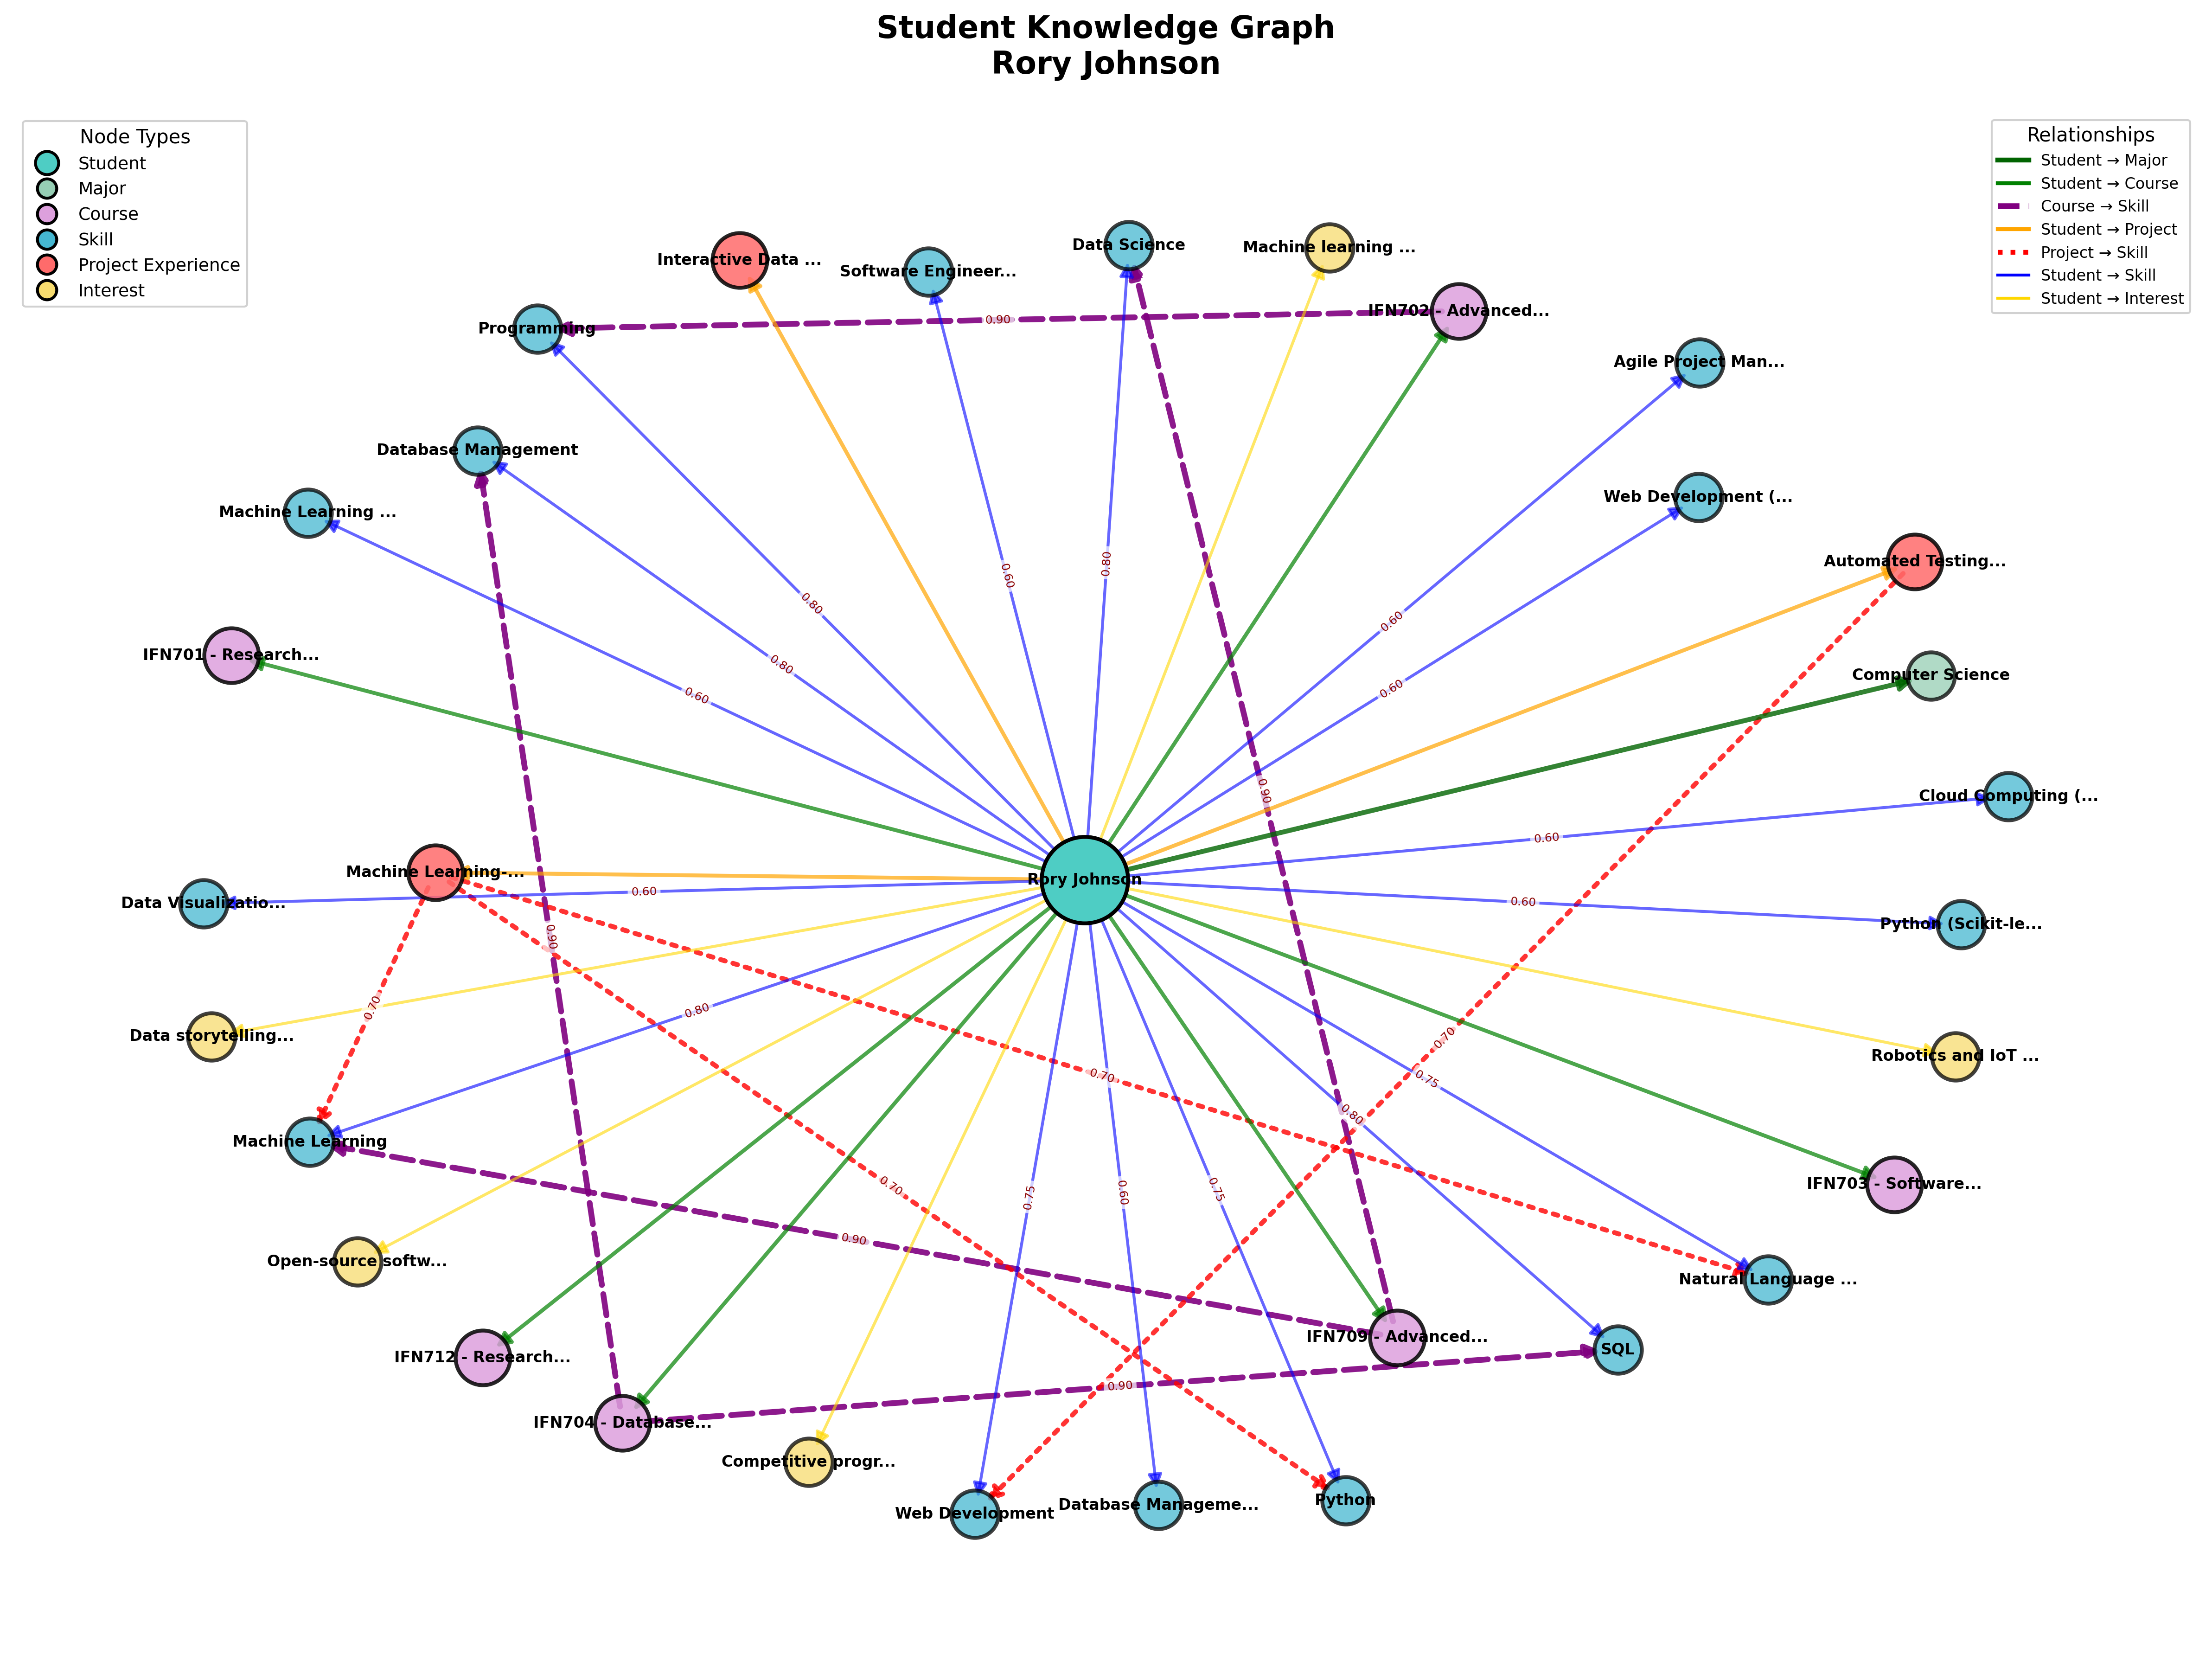 Student Knowledge Graph
Rory Johnson
Node Types
Student
Major
Course
Skill
Project Experience
Interest
Relationships
Student → Major
Student → Course
Course → Skill
Student → Project
Project → Skill
Student → Skill
Student → Interest
Data Science
Machine learning ...
Interactive Data ...
Software Engineer...
IFN702 - Advanced...
0.90
Programming
Agile Project Man...
Database Management
Web Development (...
Machine Learning ...
Automated Testing...
0.80
0.60
0.80
0.60
IFN701 - Research...
0.80
Computer Science
0.60
0.60
0.90
Cloud Computing (...
0.60
Machine Learning-...
Rory Johnson
0.60
0.60
Data Visualizatio...
Python (Scikit-le...
0.90
0.70
0.80
Data storytelling...
0.70
Robotics and IoT ...
0.70
0.75
0.80
Machine Learning
0.70
0.75
0.60
0.75
IFN703 - Software...
0.90
Open-source softw...
Natural Language ...
IFN709 - Advanced...
SQL
IFN712 - Research...
0.90
IFN704 - Database...
Competitive progr...
Web Development
Database Manageme...
Python